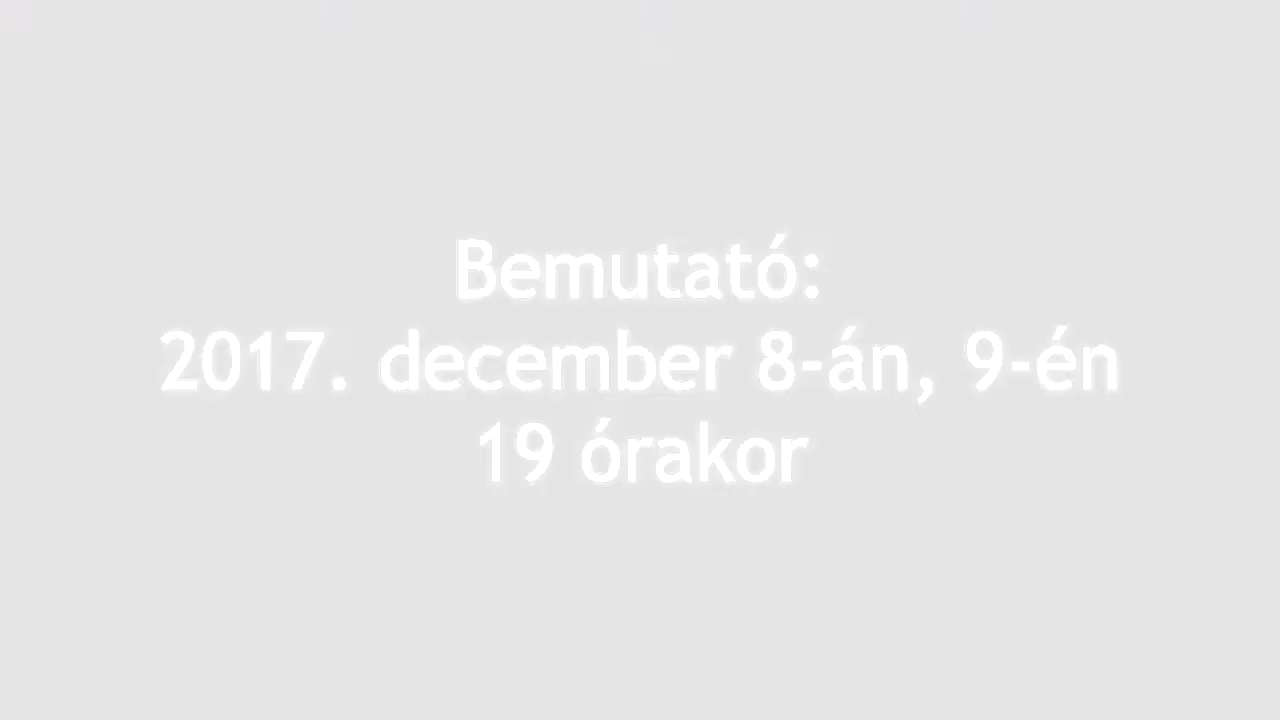 Bemutató:
2017. december 8-án, 9-én
19 órakor